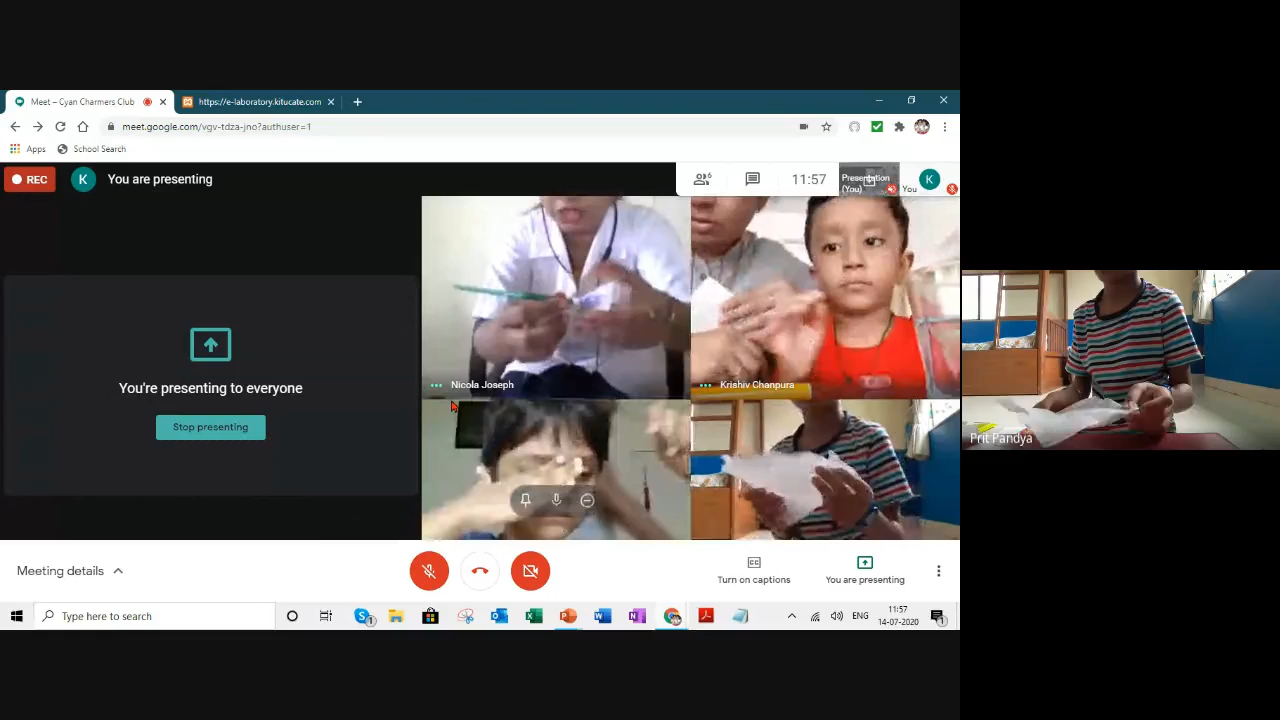 Meet – Cyan Charmers Club
https://e-laboratory.kitucate.com
meet.google.com/vgv-tdza-jno?authuser=1
Apps
School Search
REC
K
You are presenting
6
11:57
Presentation
(You)
You
K
You're presenting to everyone
Stop presenting
Nicola Joseph
Krishiv Chanpura
Prit Pandya
Meeting details
CC
Turn on captions
You are presenting
Type here to search
ENG
11:57
14-07-2020